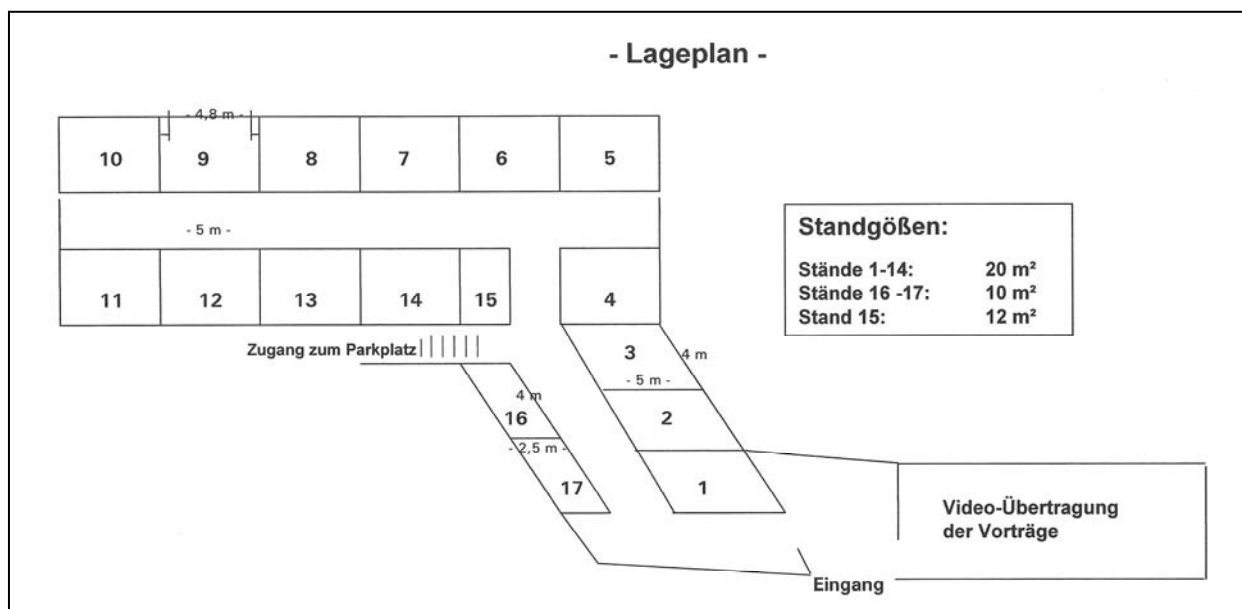 - Lageplan -
- 4,8 m -
10 9 8 7 6 5
- 5 m -
11 12 13 14 15 4
Standgößen:
Stände 1-14: 20 m²
Stände 16 -17: 10 m²
Stand 15: 12 m²
Zugang zum Parkplatz
3
4 m
- 5 m -
4 m
16
2
- 2,5 m -
17
1
Video-Übertragung
der Vorträge
Eingang